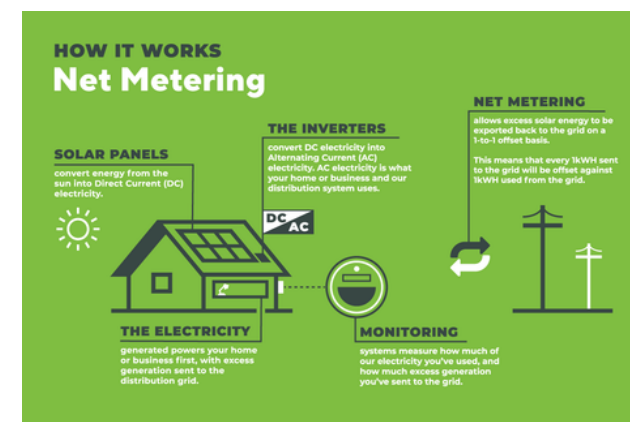 HOW IT WORKS
Net Metering
SOLAR PANELS
convert energy from the
sun into Direct Current (DC)
electricity.
THE INVERTERS
convert DC electricity into
Alternating Current (AC)
electricity. AC electricity is what
your home or business and our
distribution system uses.
NET METERING
allows excess solar energy to be
exported back to the grid on a
1-to-1 offset basis.
This means that every 1kWH sent
to the grid will be offset against
1kWH used from the grid.
DC
AC
THE ELECTRICITY
generated powers your home
or business first, with excess
generation sent to the
distribution grid.
MONITORING
systems measure how much of
our electricity you've used, and
how much excess generation
you've sent to the grid.